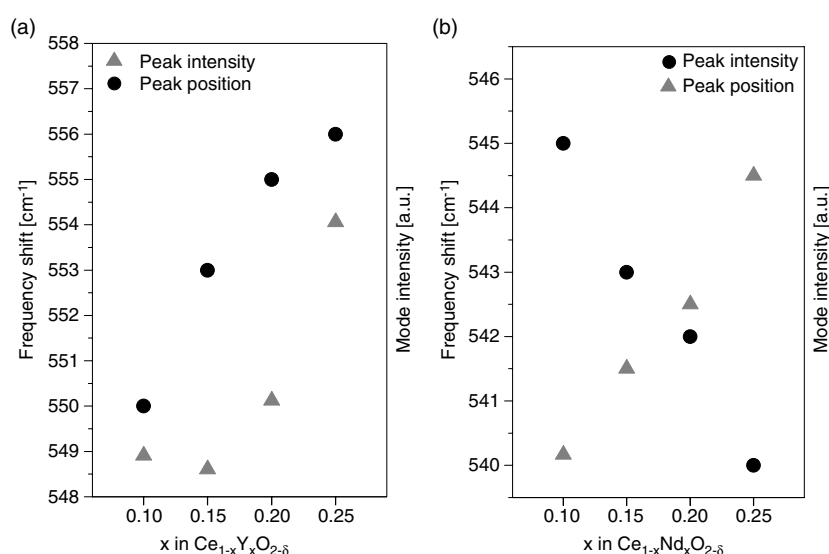 (a)
558
557
556
555
554
553
552
551
550
549
548
Frequency shift [cm⁻¹]
Peak intensity
Peak position
Mode intensity [a.u.]
0.10 0.15 0.20 0.25
x in Ce₁₋ₓYₓO₂₋δ
(b)
546
545
544
543
542
541
540
Frequency shift [cm⁻¹]
Peak intensity
Peak position
Mode intensity [a.u.]
0.10 0.15 0.20 0.25
x in Ce₁₋ₓNdₓO₂₋δ